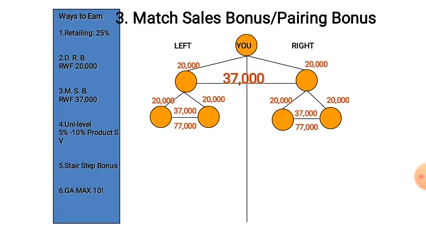 Ways to Earn
1.Retailing: 25%
2.D. R. B.
RWF 20,000
3.M. S. B.
RWF 37,000
4.Uni-level
5% -10% Product S
V
5.Stair Step Bonus
6.GA MAX 10!
3. Match Sales Bonus/Pairing Bonus
LEFT YOU RIGHT
20,000 20,000
37,000
20,000 20,000 20,000 20,000
37,000 37,000
77,000 77,000